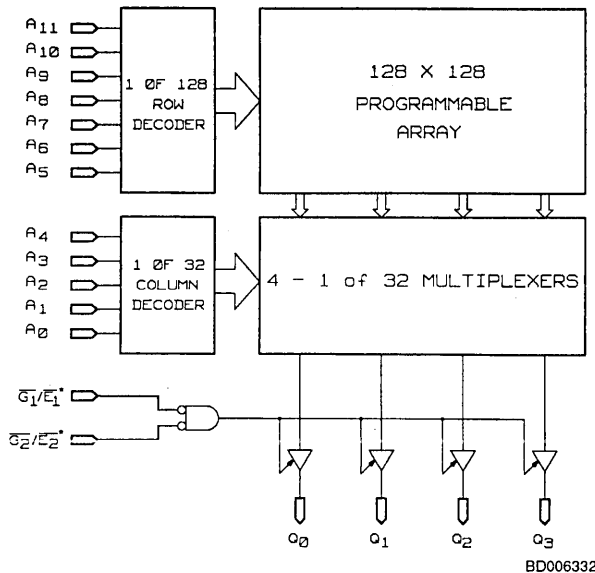 A11
A10
A9
A8
A7
A6
A5
1 OF 128
ROW
DECODER
128 X 128
PROGRAMMABLE
ARRAY
A4
A3
A2
A1
A0
1 OF 32
COLUMN
DECODER
4 - 1 of 32 MULTIPLEXERS
G1/E1*
G2/E2*
Q0 Q1 Q2 Q3
BD006332